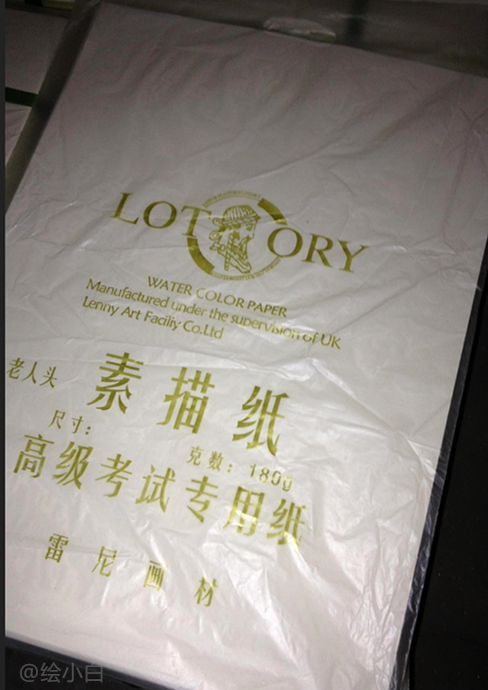 LOT ORY
WATER COLOR PAPER
Manufactured under the supervision of UK
Lenny Art Faciliy Co.Ltd
老人头 素描纸
尺寸： 克数：180g
高级考试专用纸
雷尼画材
@绘小白